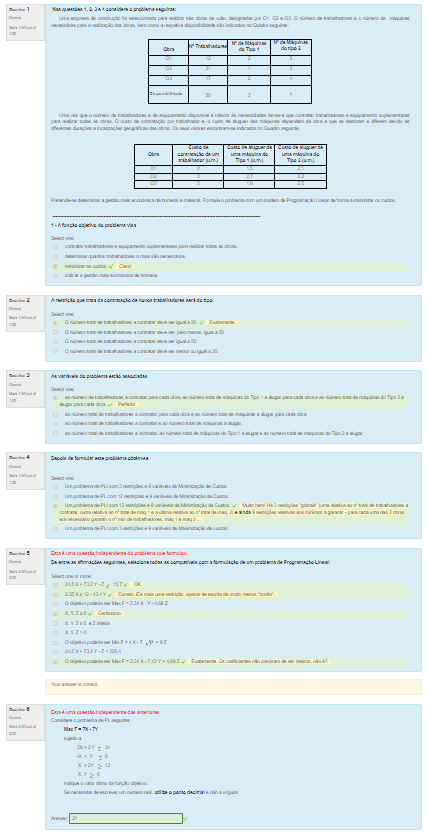 Question 1
Correct
Mark 1.00 out of
1.00
Nas questões 1, 2, 3 e 4 considere o problema seguinte:
Uma empresa de construção foi selecionada para realizar três obras de vulto, designadas por O1, O2 e O3. O número de trabalhadores e o número de máquinas
necessários para a realização das obras, bem como a respetiva disponibilidade são indicados no Quadro seguinte.
Obra Nº Trabalhadores Nº de Máquinas do Tipo 1 Nº de Máquinas do tipo 2
O1 12 2 3
O2 21 1 3
O3 17 2 4
Disponibilidade 30 3 7
Uma vez que o número de trabalhadores e de equipamento disponível é inferior às necessidades ter-se-á que contratar trabalhadores e equipamento suplementares
para realizar todas as obras. O custo de contratação por trabalhador e o custo de aluguer das máquinas dependem da obra a que se destinam e diferem devido às
diferentes durações e localizações geográficas das obras. Os seus valores encontram-se indicados no Quadro seguinte.
Obra Custo de contratação de um trabalhador (u.m.) Custo de alugar de uma máquina do Tipo 1 (u.m.) Custo de alugar de uma máquina do Tipo 2 (u.m.)
O1 2 1,5 2,1
O2 3 2,1 2,2
O3 5 1,8 2,5
Pretende-se determinar a gestão mais económica de homens e material. Formule o problema com um modelo de Programação Linear de forma a minimizar os custos.
1 - A função objetivo do problema visa
Select one:
contratar trabalhadores e equipamento suplementares para realizar todas as obras.
determinar quantos trabalhadores a mais são necessários.
minimizar os custos. ✓ Claro!
indicar a gestão mais económica de homens.
Question 2
Correct
Mark 1.00 out of
1.00
A restrição que trata da contratação de novos trabalhadores será do tipo:
Select one:
O número total de trabalhadores a contratar deve ser igual a 20. ✓ Exatamente.
O número total de trabalhadores a contratar deve ser, pelo menos, igual a 50.
O número total de trabalhadores a contratar deve ser igual a 50.
O número total de trabalhadores a contratar deve ser menor ou igual a 20.
Question 3
Correct
Mark 1.00 out of
1.00
As variáveis do problema estão associadas
Select one:
ao número de trabalhadores a contratar para cada obra, ao número total de máquinas do Tipo 1 a alugar para cada obra e ao número total de máquinas do Tipo 2 a
alugar para cada obra. ✓ Perfeito!
ao número total de trabalhadores a contratar para cada obra e ao número total de máquinas a alugar para cada obra.
ao número total de trabalhadores a contratar e ao número total de máquinas a alugar.
ao número total de trabalhadores a contratar, ao número total de máquinas do Tipo 1 a alugar e ao número total de máquinas do Tipo 2 a alugar.
Question 4
Correct
Mark 1.00 out of
1.00
Depois de formular este problema obtém-se
Select one:
Um problema de PLI com 3 restrições e 9 variáveis de Minimização de Custos.
Um problema de PL com 12 restrições e 9 variáveis de Minimização de Custos.
Um problema de PLI com 12 restrições e 9 variáveis de Minimização de Custos. ✓ Muito bem! Há 3 restrições "globais" (uma relativa ao nº total de trabalhadores a
contratar, outra relativa ao nº total de maq 1 e a última relativa ao nº total de maq. 2) e ainda 9 restrições relativas aos mínimos a garantir - para cada uma das 3 obras
era necessário garantir o nº min de trabalhadores, maq 1 e maq 2...
Um problema de PL com 3 restrições e 9 variáveis de Minimização de Custos.
Question 5
Correct
Mark 3.00 out of
3.00
Esta é uma questão independente do problema que formulou.
De entre as afirmações seguintes, selecione todas as compatíveis com a formulação de um problema de Programação Linear.
Select one or more:
24,5 X + 73,2 Y - Z ≥ 15,7 ✓ OK.
2,35 X ≥ 12 - 43,4 Y ✓ Correto. Eis mais uma restrição, apesar de escrita de modo menos "bonito".
O objetivo poderia ser Max F = 2,34 X . Y - 4,69 Z
X, Y, Z ≥ 0 ✓ Certíssimo.
X, Y, Z ≥ 0 e Z inteira
X, Y, Z > 0
O objetivo poderia ser Min F = 4 X - 7 √Y + 9 Z
24,5 X + 73,2 Y - Z < 205,4
O objetivo poderia ser Max F = 2,34 X - 7,42 Y + 4,69 Z ✓ Exatamente. Os coeficientes não precisam de ser inteiros, não é?
Your answer is correct.
Question 6
Correct
Mark 3.00 out of
3.00
Esta é uma questão independente das anteriores.
Considere o problema de PL seguinte:
Max F = 7X - 7Y
sujeito a
3X + 2 Y ≤ 24
-X + Y ≤ 6
X + 2Y ≥ 12
X, Y ≥ 0
Indique o valor ótimo da função objetivo.
Se necessitar de escrever um número real, utilize o ponto decimal e não a vírgula!
Answer: 21 ✓